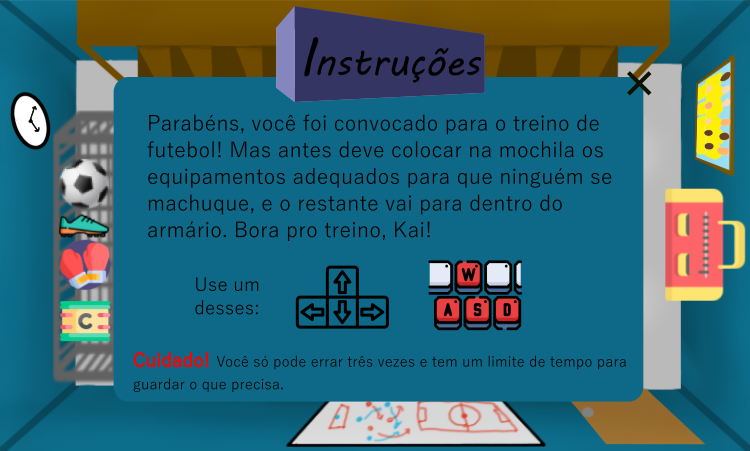 Instruções
Parabéns, você foi convocado para o treino de
futebol! Mas antes deve colocar na mochila os
equipamentos adequados para que ninguém se
machuque, e o restante vai para dentro do
armário. Bora pro treino, Kai!
Use um
desses:
W
A S D
Cuidado! Você só pode errar três vezes e tem um limite de tempo para
guardar o que precisa.
C